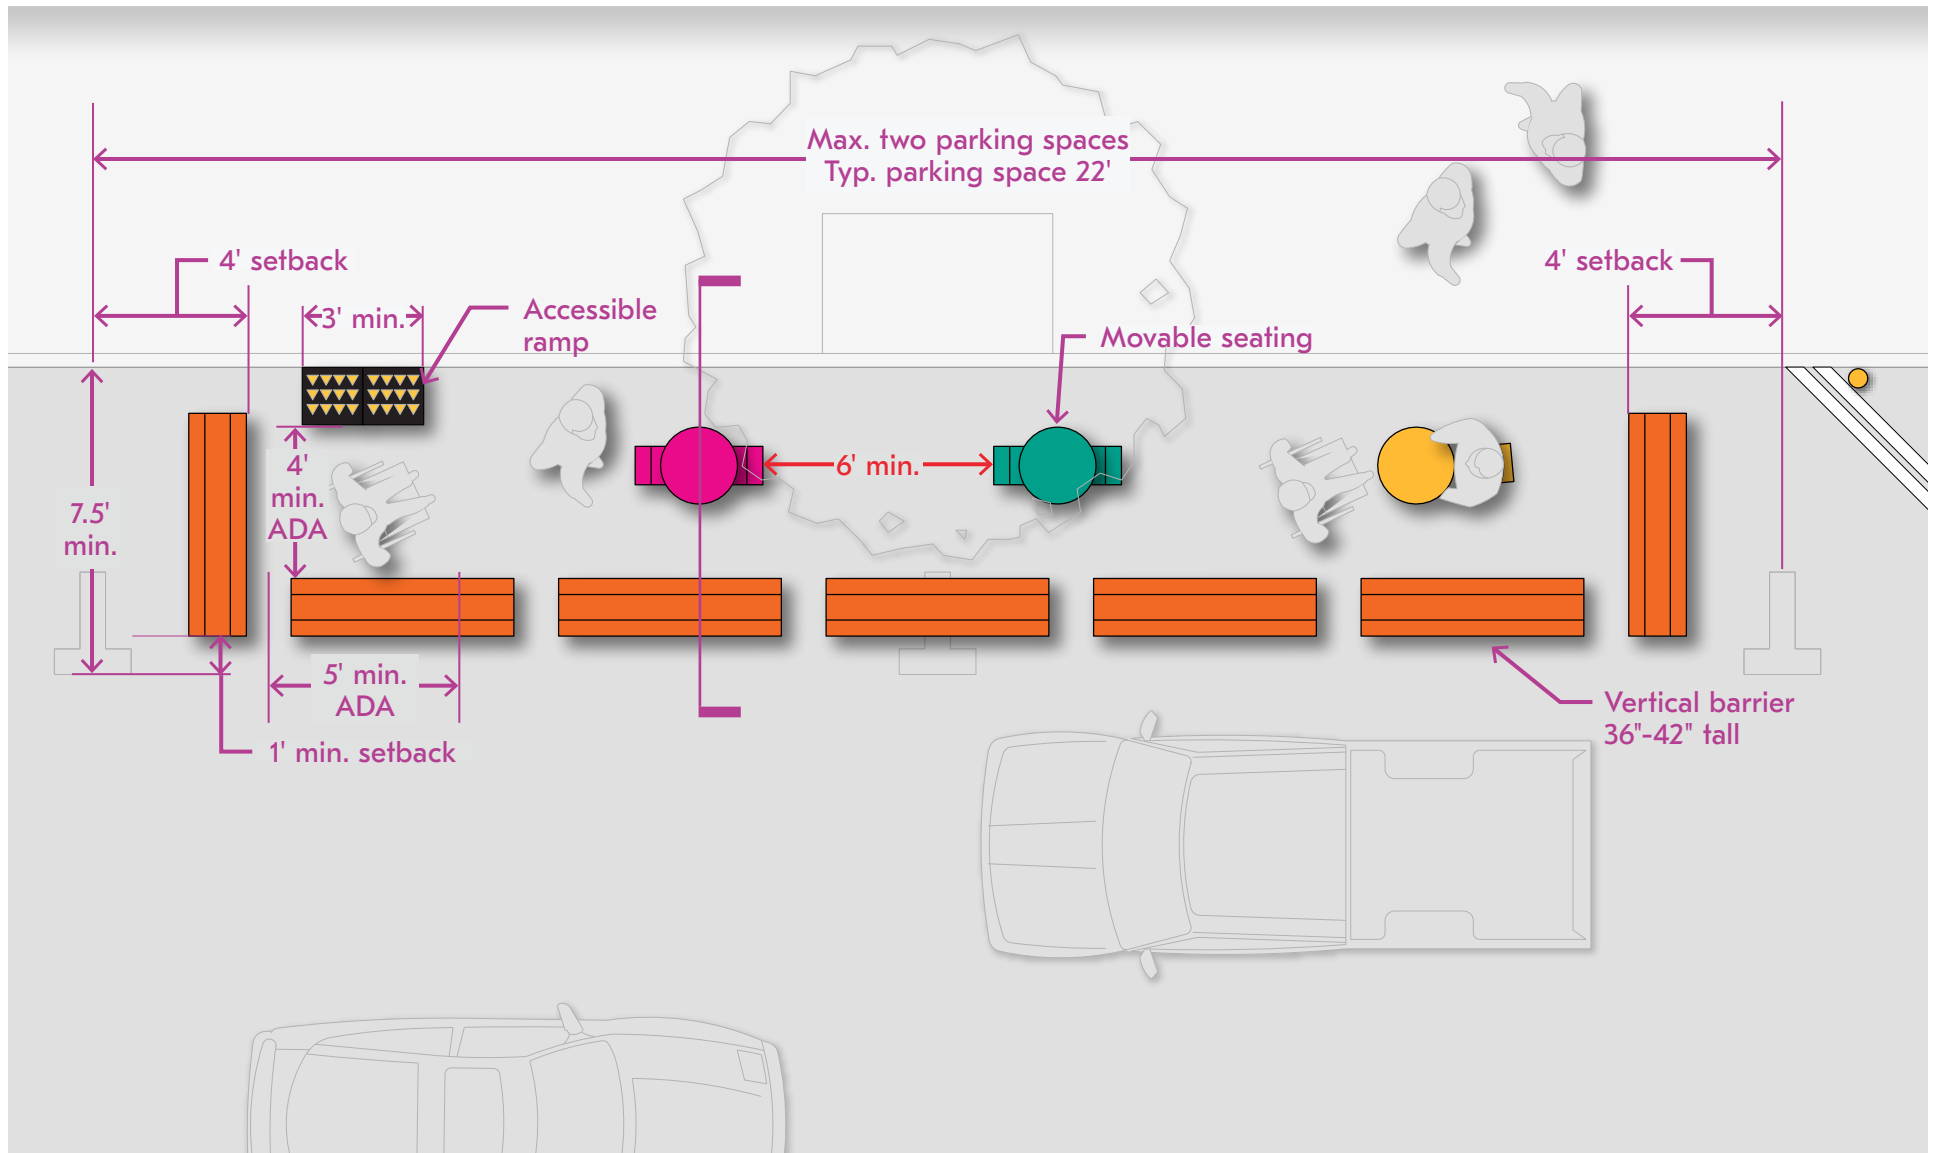 Max. two parking spaces
Typ. parking space 22'
4' setback
4' setback
3' min.
Accessible
ramp
Movable seating
4'
min.
ADA
6' min.
7.5'
min.
5' min.
ADA
1' min. setback
Vertical barrier
36"-42" tall